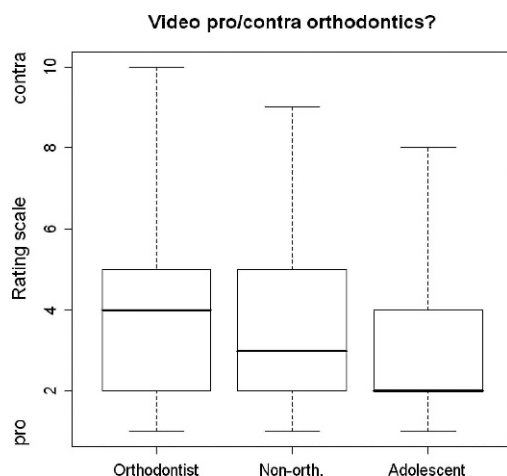 Video pro/contra orthodontics?
contra
Rating scale
pro
10
8
6
4
2
Orthodontist
Non-orth.
Adolescent